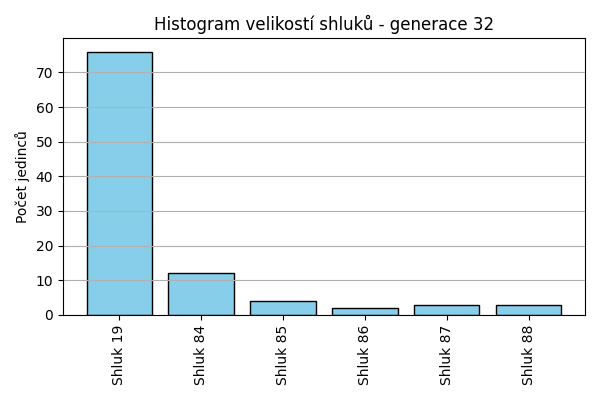 Histogram velikostí shluků - generace 32
Počet jedinců
70
60
50
40
30
20
10
0
Shluk 19
Shluk 84
Shluk 85
Shluk 86
Shluk 87
Shluk 88